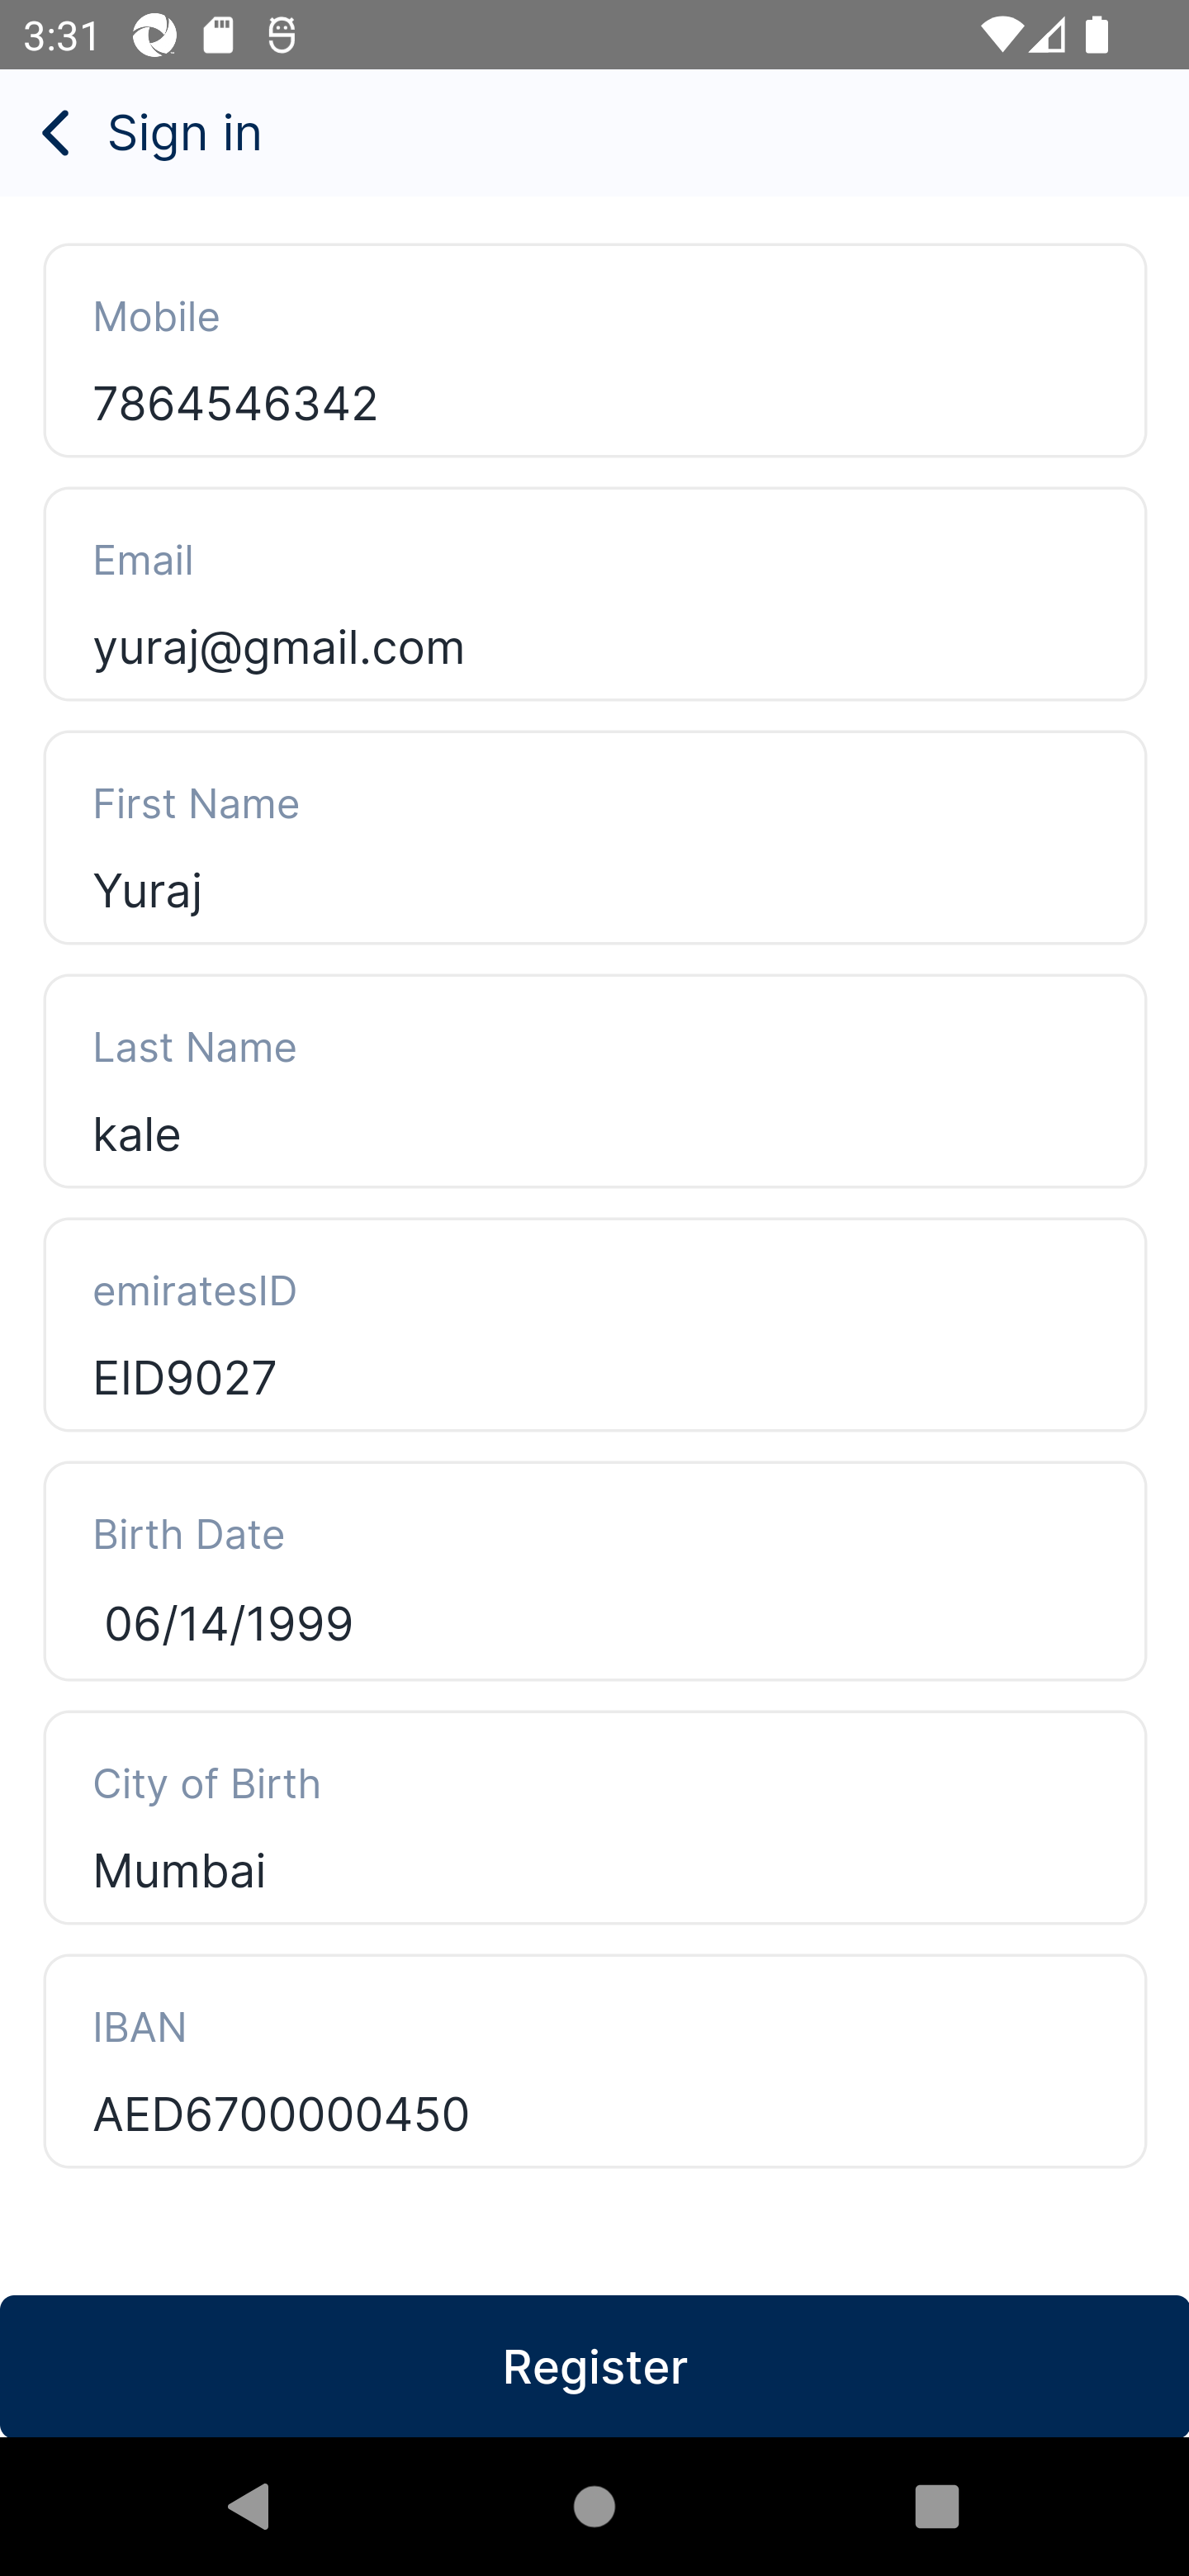 3:31
Sign in
Mobile
7864546342
Email
yuraj@gmail.com
First Name
Yuraj
Last Name
kale
emiratesID
EID9027
Birth Date
06/14/1999
City of Birth
Mumbai
IBAN
AED6700000450
Register